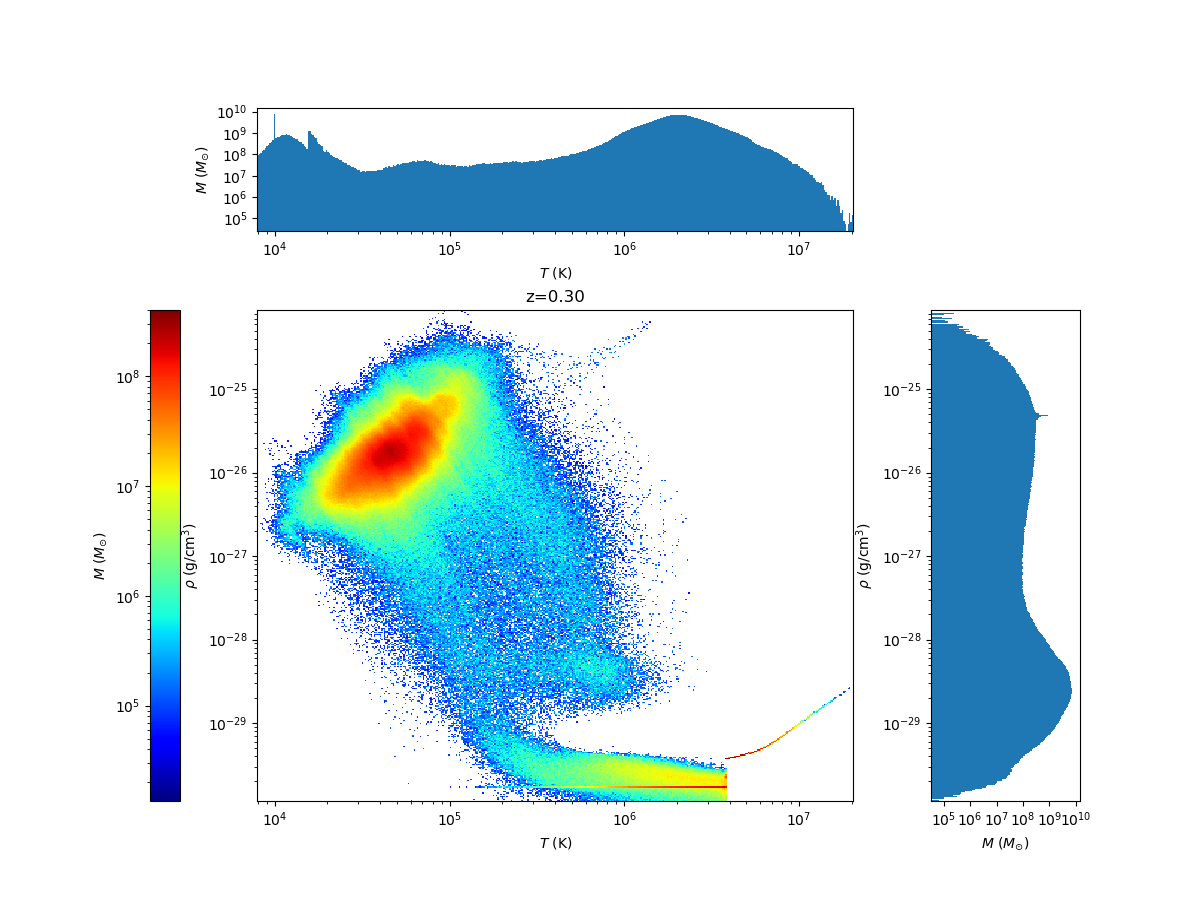 10¹⁰
10⁹
10⁸
10⁷
10⁶
10⁵
M (M☉)
10⁴ 10⁵ 10⁶ 10⁷
T (K)
z=0.30
10⁸
10⁷
10⁶
10⁵
M (M☉)
10⁻²⁵
10⁻²⁶
10⁻²⁷
10⁻²⁸
10⁻²⁹
ρ (g/cm³)
10⁴ 10⁵ 10⁶ 10⁷
T (K)
10⁻²⁵
10⁻²⁶
10⁻²⁷
10⁻²⁸
10⁻²⁹
ρ (g/cm³)
10⁵ 10⁶ 10⁷ 10⁸ 10⁹ 10¹⁰
M (M☉)